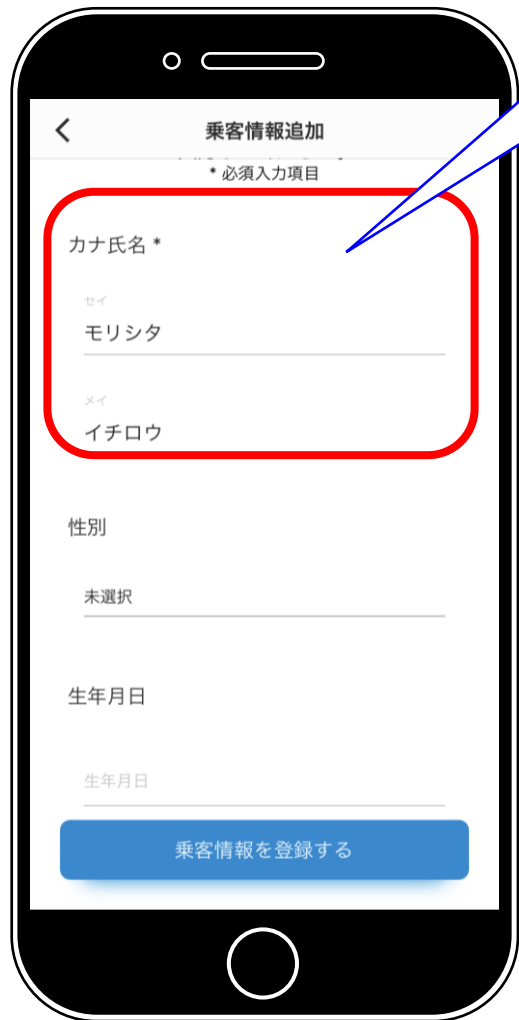 乗客情報追加
* 必須入力項目
カナ氏名 *
セイ
モリシタ
メイ
イチロウ
性別
未選択
生年月日
生年月日
乗客情報を登録する